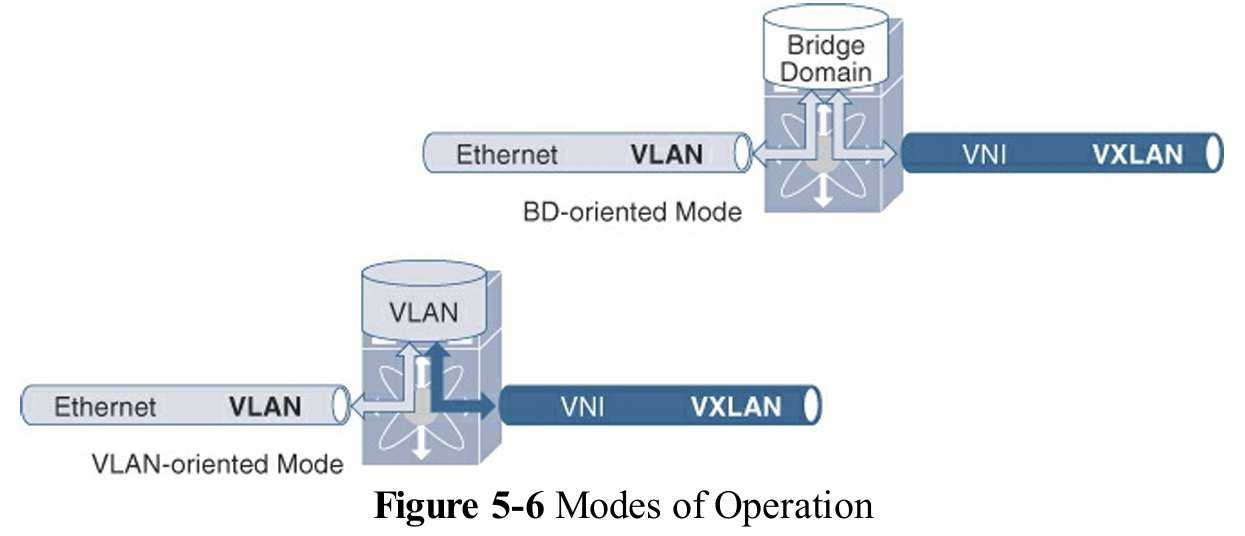 Bridge
Domain
Ethernet VLAN
VNI VXLAN
BD-oriented Mode
VLAN
Ethernet VLAN
VNI VXLAN
VLAN-oriented Mode
Figure 5-6 Modes of Operation